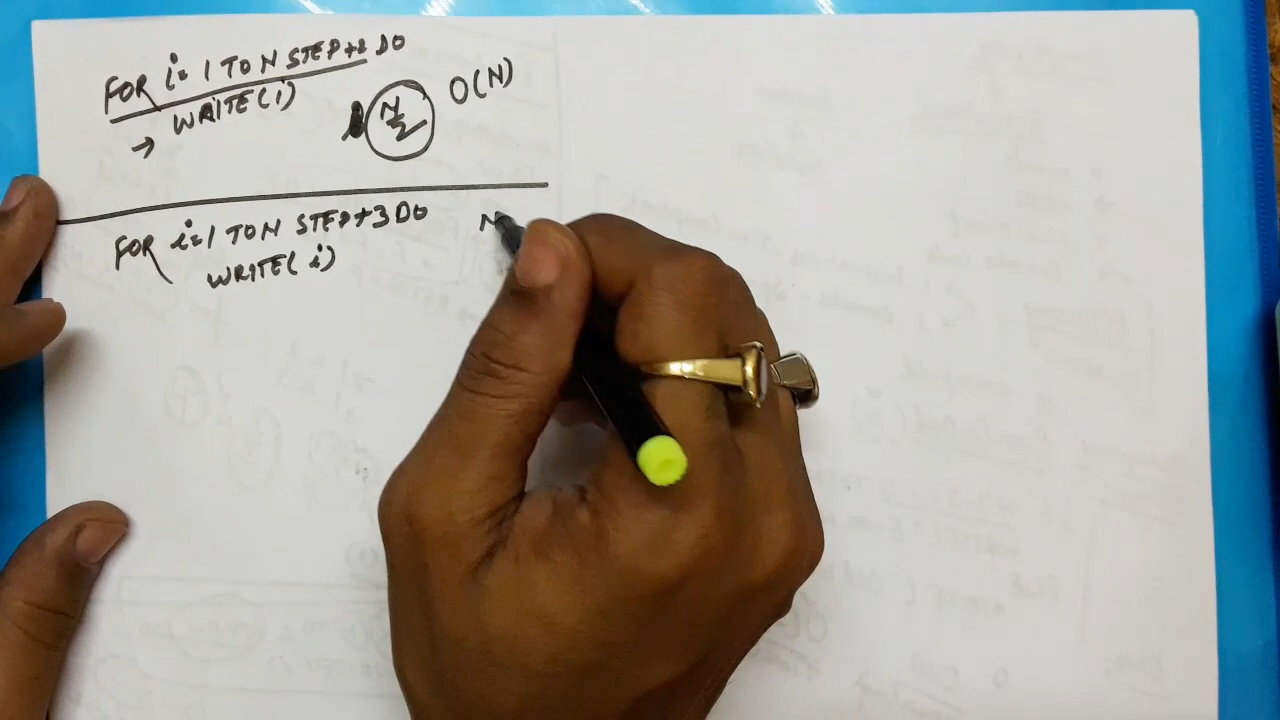 FOR i= 1 TO N STEP+2 DO
WRITE(i)
→ N/2 O(N)
FOR i=1 TO N STEP+3 DO N
WRITE( i)